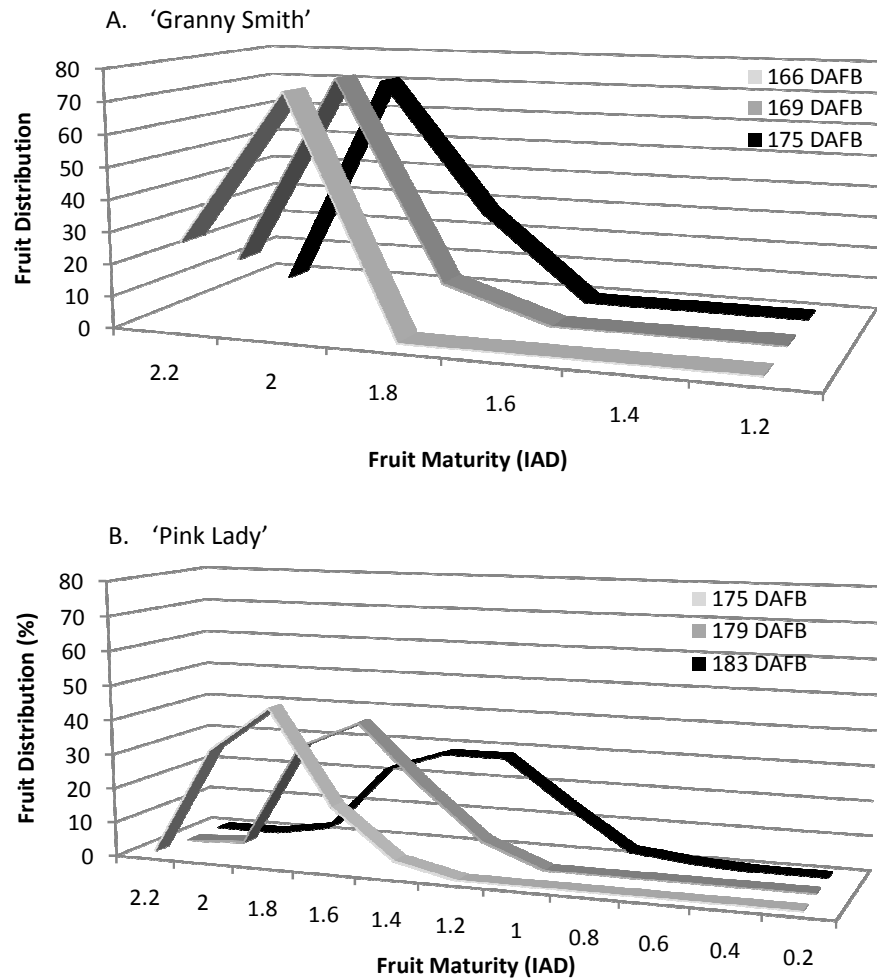 A. ‘Granny Smith’
80
70
60
50
40
30
20
10
0
Fruit Distribution
166 DAFB
169 DAFB
175 DAFB
2.2 2 1.8 1.6 1.4 1.2
Fruit Maturity (IAD)
B. ‘Pink Lady’
80
70
60
50
40
30
20
10
0
Fruit Distribution (%)
175 DAFB
179 DAFB
183 DAFB
2.2 2 1.8 1.6 1.4 1.2 1 0.8 0.6 0.4 0.2
Fruit Maturity (IAD)